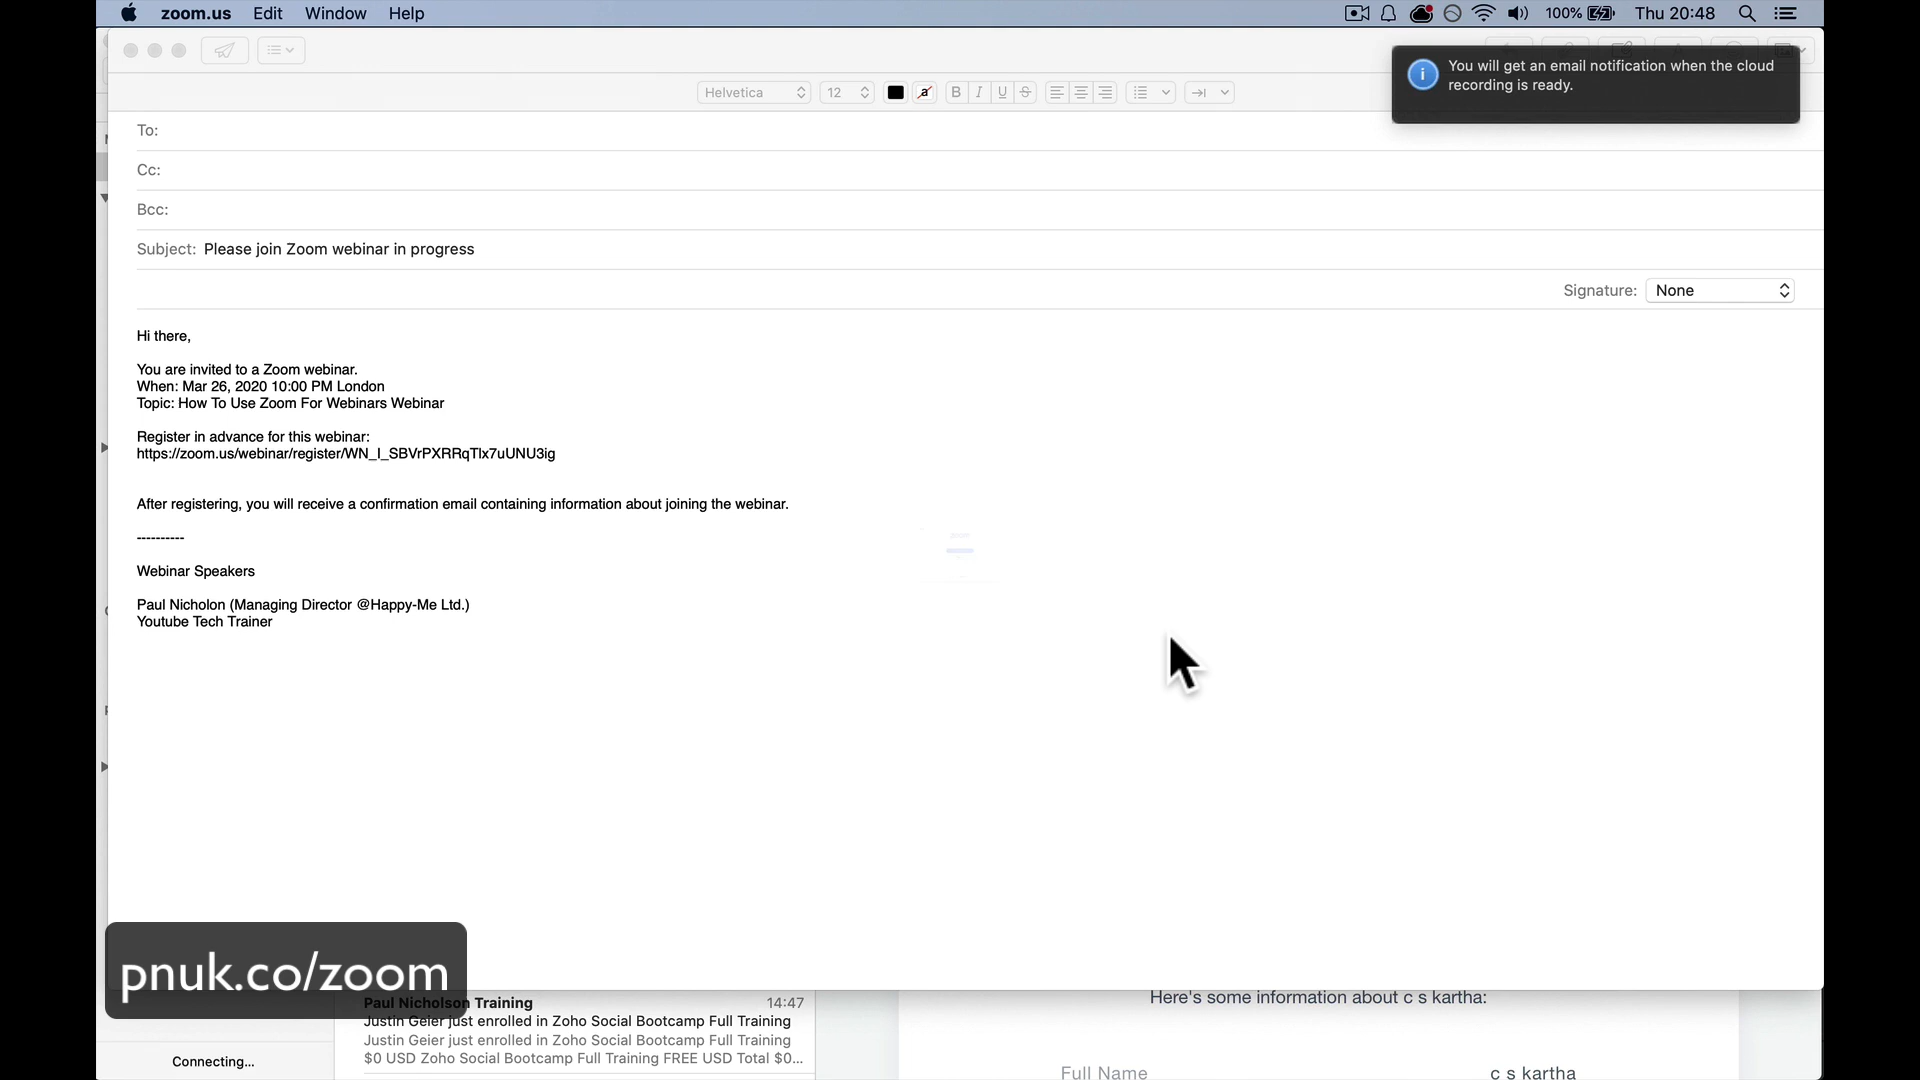 zoom.us Edit Window Help
100% Thu 20:48
You will get an email notification when the cloud
recording is ready.
Helvetica 12 a B I U S
To:
Cc:
Bcc:
Subject: Please join Zoom webinar in progress
Signature: None
Hi there,
You are invited to a Zoom webinar.
When: Mar 26, 2020 10:00 PM London
Topic: How To Use Zoom For Webinars Webinar
Register in advance for this webinar:
https://zoom.us/webinar/register/WN_I_SBVrPXRRqTlx7uUNU3ig
After registering, you will receive a confirmation email containing information about joining the webinar.
----------
Webinar Speakers
Paul Nicholon (Managing Director @Happy-Me Ltd.)
Youtube Tech Trainer
pnuk.co/zoom
Paul Nicholson Training 14:47
Justin Geier just enrolled in Zoho Social Bootcamp Full Training
Justin Geier just enrolled in Zoho Social Bootcamp Full Training
$0 USD Zoho Social Bootcamp Full Training FREE USD Total $0...
Here's some information about c s kartha:
Full Name c s kartha
Connecting...